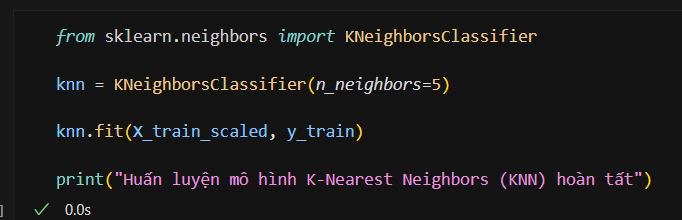 from sklearn.neighbors import KNeighborsClassifier
knn = KNeighborsClassifier(n_neighbors=5)
knn.fit(X_train_scaled, y_train)
print("Huấn luyện mô hình K-Nearest Neighbors (KNN) hoàn tất")
] ✓ 0.0s